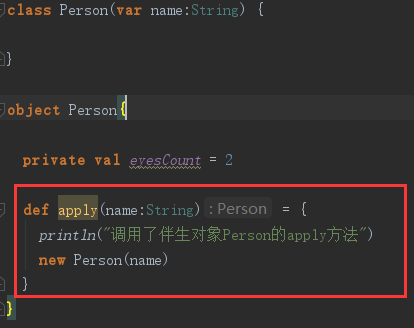 class Person(var name:String) {
}
object Person{
private val eyesCount = 2
def apply(name:String) : Person = {
println("调用了伴生对象Person的apply方法")
new Person(name)
}
}